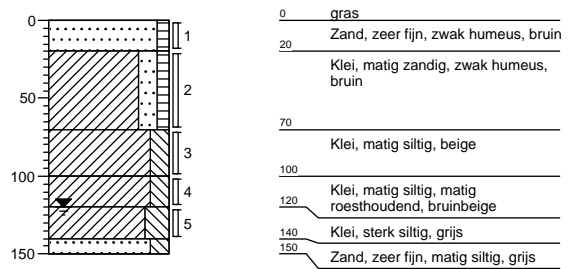 0
50
100
150
1
2
3
4
5
0 gras
Zand, zeer fijn, zwak humeus, bruin
20
Klei, matig zandig, zwak humeus,
bruin
70
Klei, matig siltig, beige
100
Klei, matig siltig, matig
roesthoudend, bruinbeige
120
Klei, sterk siltig, grijs
140
150
Zand, zeer fijn, matig siltig, grijs